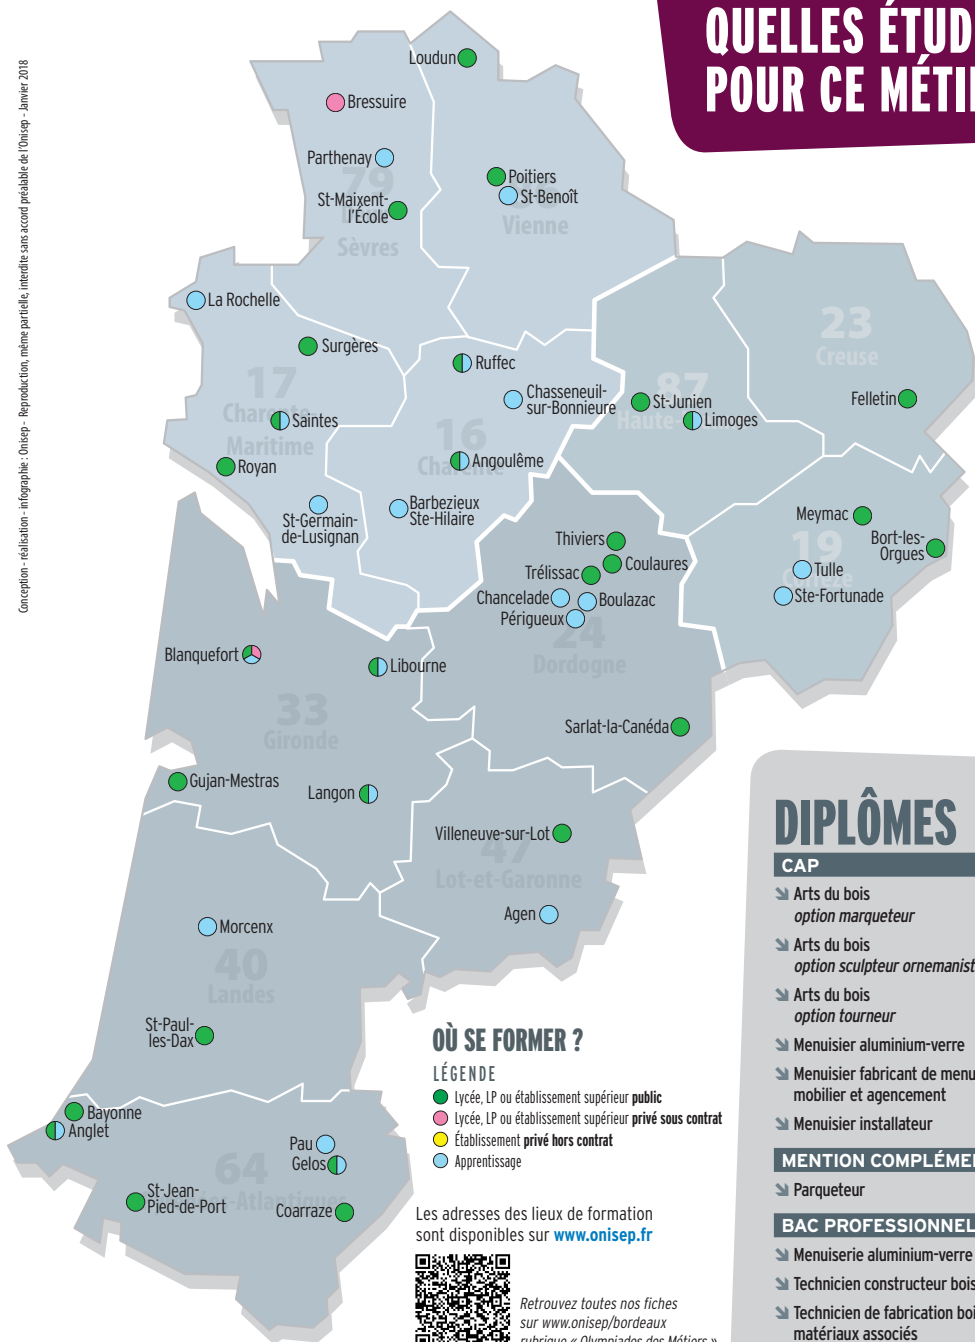 QUELLES ÉTUD
POUR CE MÉTI
Conception - réalisation - infographie : Onisep - Reproduction, même partielle, interdite sans accord préalable de l'Onisep - Janvier 2018
Loudun
Bressuire
Parthenay
79
Sèvres
St-Maixent-
l'École
Poitiers
St-Benoît
Vienne
La Rochelle
Surgères
17
Charente
Maritime
Saintes
Royan
St-Germain-
de-Lusignan
Ruffec
Chasseneuil-
sur-Bonnieure
16
Charente
Angoulême
Barbezieux
Ste-Hilaire
87
Haute-
St-Junien
Limoges
23
Creuse
Felletin
Meymac
Bort-les-
Orgues
19
Corrèze
Tulle
Ste-Fortunade
Thiviers
Coulaures
Trélissac
Chancelade
Boulazac
Périgueux
24
Dordogne
Sarlat-la-Canéda
Blanquefort
Libourne
33
Gironde
Gujan-Mestras
Langon
Villeneuve-sur-Lot
47
Lot-et-Garonne
Agen
Morcenx
40
Landes
St-Paul-
les-Dax
Bayonne
Anglet
Pau
Gelos
64
-Atlantiques
St-Jean-
Pied-de-Port
Coarraze
OÙ SE FORMER ?
LÉGENDE
Lycée, LP ou établissement supérieur public
Lycée, LP ou établissement supérieur privé sous contrat
Établissement privé hors contrat
Apprentissage
Les adresses des lieux de formation
sont disponibles sur www.onisep.fr
Retrouvez toutes nos fiches
sur www.onisep/bordeaux
rubrique « Olympiades des Métiers »
DIPLÔMES
CAP
Arts du bois
option marqueteur
Arts du bois
option sculpteur ornemanist
Arts du bois
option tourneur
Menuisier aluminium-verre
Menuisier fabricant de menu
mobilier et agencement
Menuisier installateur
MENTION COMPLÉME
Parqueteur
BAC PROFESSIONNEL
Menuiserie aluminium-verre
Technicien constructeur bois
Technicien de fabrication boi
matériaux associés